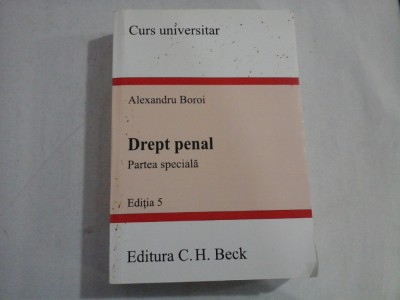 Curs universitar
Alexandru Boroi
Drept penal
Partea specială
Ediția 5
Editura C. H. Beck